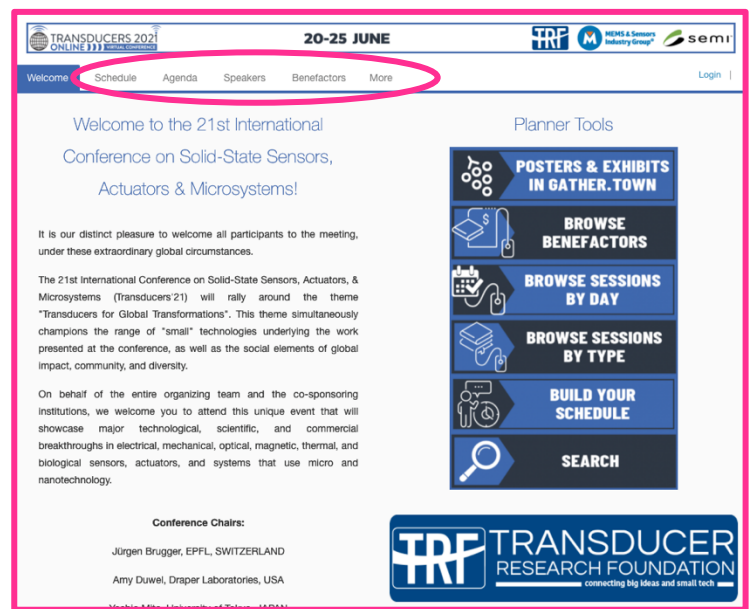 TRANSDUCERS 2021
ONLINE VIRTUAL CONFERENCE
20-25 JUNE
TRF
MEMS & Sensors
Industry Group®
semi
Welcome
Schedule
Agenda
Speakers
Benefactors
More
Login |
Welcome to the 21st International
Conference on Solid-State Sensors,
Actuators & Microsystems!
It is our distinct pleasure to welcome all participants to the meeting,
under these extraordinary global circumstances.
The 21st International Conference on Solid-State Sensors, Actuators, &
Microsystems (Transducers'21) will rally around the theme
"Transducers for Global Transformations". This theme simultaneously
champions the range of "small" technologies underlying the work
presented at the conference, as well as the social elements of global
impact, community, and diversity.
On behalf of the entire organizing team and the co-sponsoring
institutions, we welcome you to attend this unique event that will
showcase major technological, scientific, and commercial
breakthroughs in electrical, mechanical, optical, magnetic, thermal, and
biological sensors, actuators, and systems that use micro and
nanotechnology.
Conference Chairs:
Jürgen Brugger, EPFL, SWITZERLAND
Amy Duwel, Draper Laboratories, USA
Yoshio Mita, University of Tokyo, JAPAN
Planner Tools
POSTERS & EXHIBITS
IN GATHER.TOWN
BROWSE
BENEFACTORS
BROWSE SESSIONS
BY DAY
BROWSE SESSIONS
BY TYPE
BUILD YOUR
SCHEDULE
SEARCH
TRF
TRANSDUCER
RESEARCH FOUNDATION
connecting big ideas and small tech